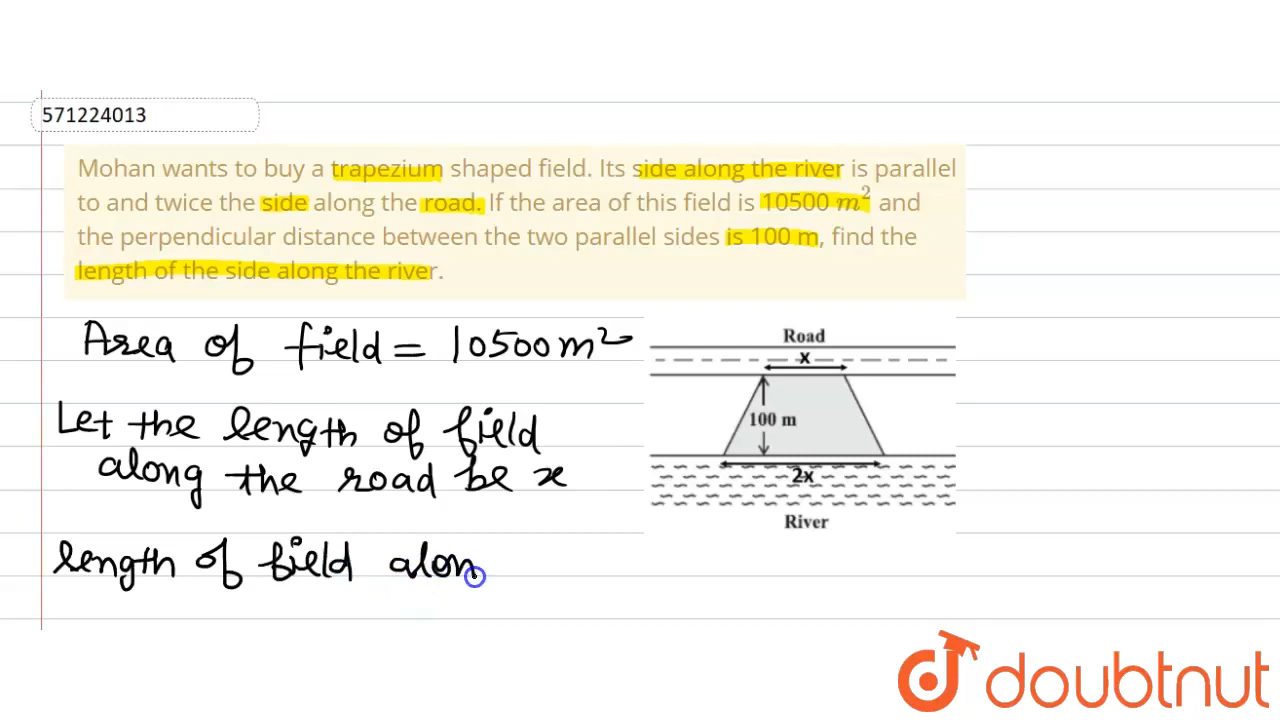 571224013
Mohan wants to buy a trapezium shaped field. Its side along the river is parallel
to and twice the side along the road. If the area of this field is 10500 m² and
the perpendicular distance between the two parallel sides is 100 m, find the
length of the side along the river.
Area of field = 10500m²
Let the length of field
along the road be x
length of field alon
Road
x
100 m
2x
River
doubtnut